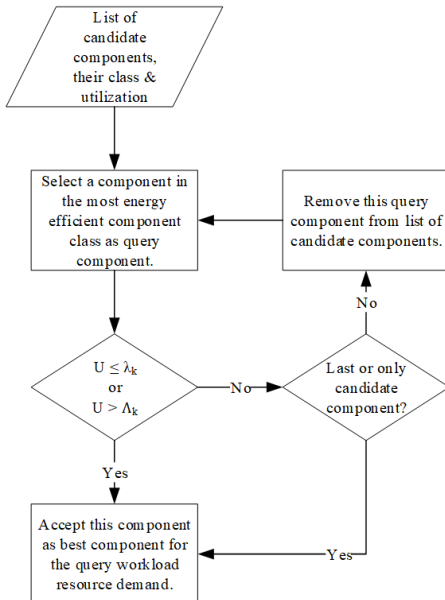 List of
candidate
components,
their class &
utilization
Select a component in
the most energy
efficient component
class as query
component.
Remove this query
component from list of
candidate components.
No
U ≤ λk
or
U > Λk
No
Last or only
candidate
component?
Yes
Yes
Accept this component
as best component for
the query workload
resource demand.